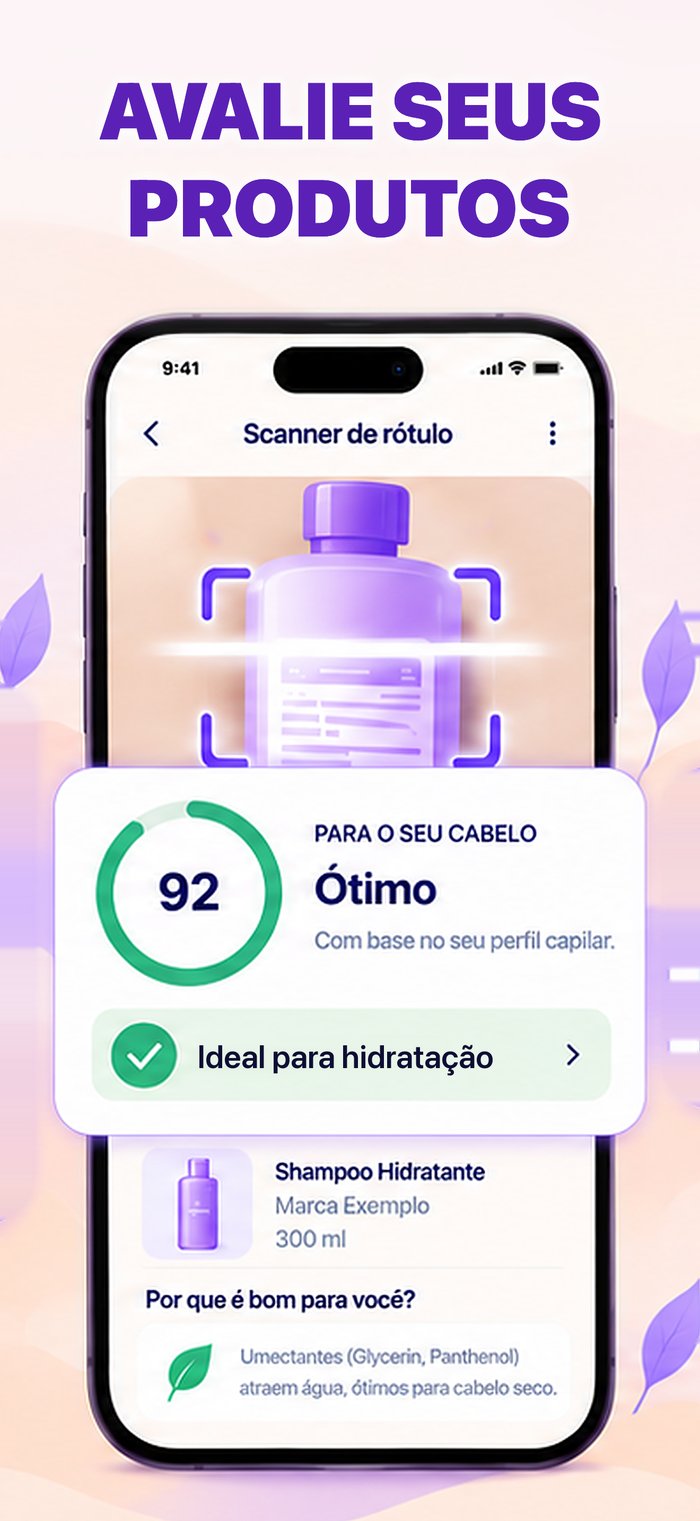 AVALIE SEUS
PRODUTOS
9:41
Scanner de rótulo
92
PARA O SEU CABELO
Ótimo
Com base no seu perfil capilar.
Ideal para hidratação
Shampoo Hidratante
Marca Exemplo
300 ml
Por que é bom para você?
Umectantes (Glycerin, Panthenol)
atraem água, ótimos para cabelo seco.